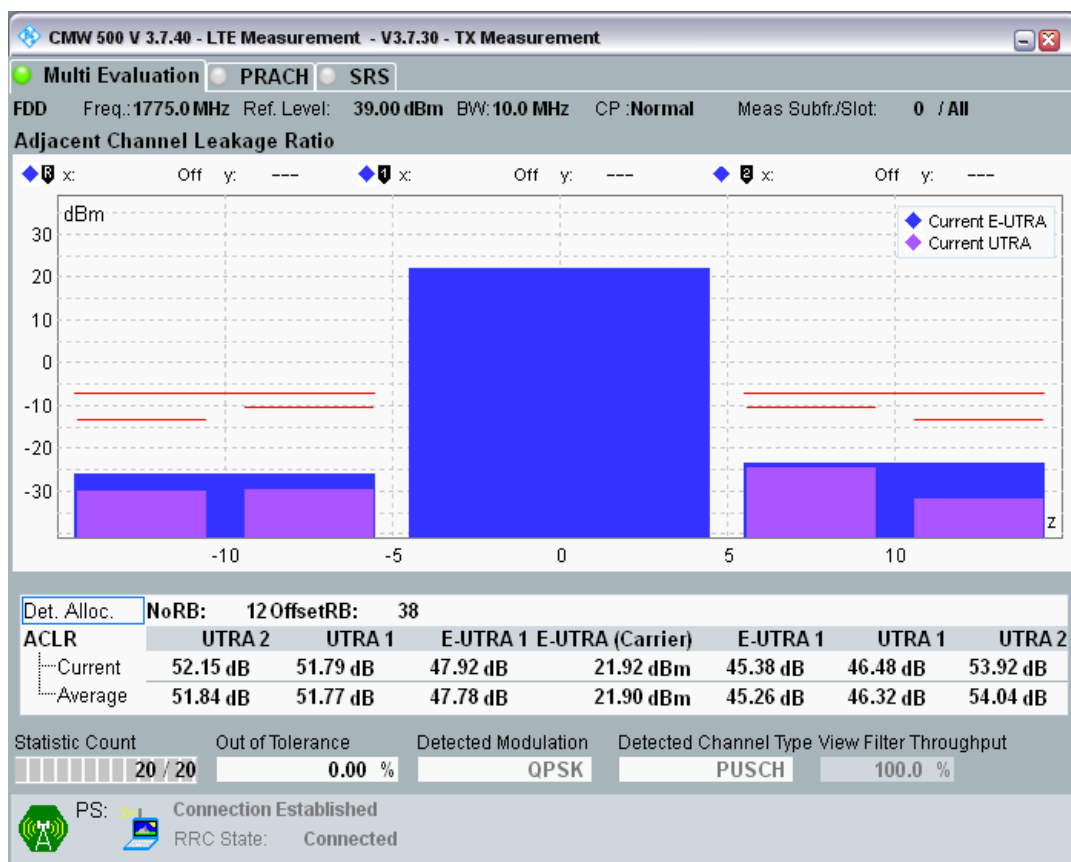 CMW 500 V 3.7.40 - LTE Measurement - V3.7.30 - TX Measurement
Multi Evaluation PRACH SRS
FDD Freq.: 1775.0 MHz Ref. Level: 39.00 dBm BW: 10.0 MHz CP :Normal Meas Subfr./Slot: 0 / All
Adjacent Channel Leakage Ratio
R x: Off y: --- 1 x: Off y: --- 2 x: Off y: ---
dBm
Current E-UTRA
Current UTRA
30
20
10
0
-10
-20
-30
z
-10 -5 0 5 10
Det. Alloc. NoRB: 12 OffsetRB: 38
ACLR UTRA 2 UTRA 1 E-UTRA 1 E-UTRA (Carrier) E-UTRA 1 UTRA 1 UTRA 2
Current 52.15 dB 51.79 dB 47.92 dB 21.92 dBm 45.38 dB 46.48 dB 53.92 dB
Average 51.84 dB 51.77 dB 47.78 dB 21.90 dBm 45.26 dB 46.32 dB 54.04 dB
Statistic Count Out of Tolerance Detected Modulation Detected Channel Type View Filter Throughput
20 / 20 0.00 % QPSK PUSCH 100.0 %
PS: Connection Established
RRC State: Connected